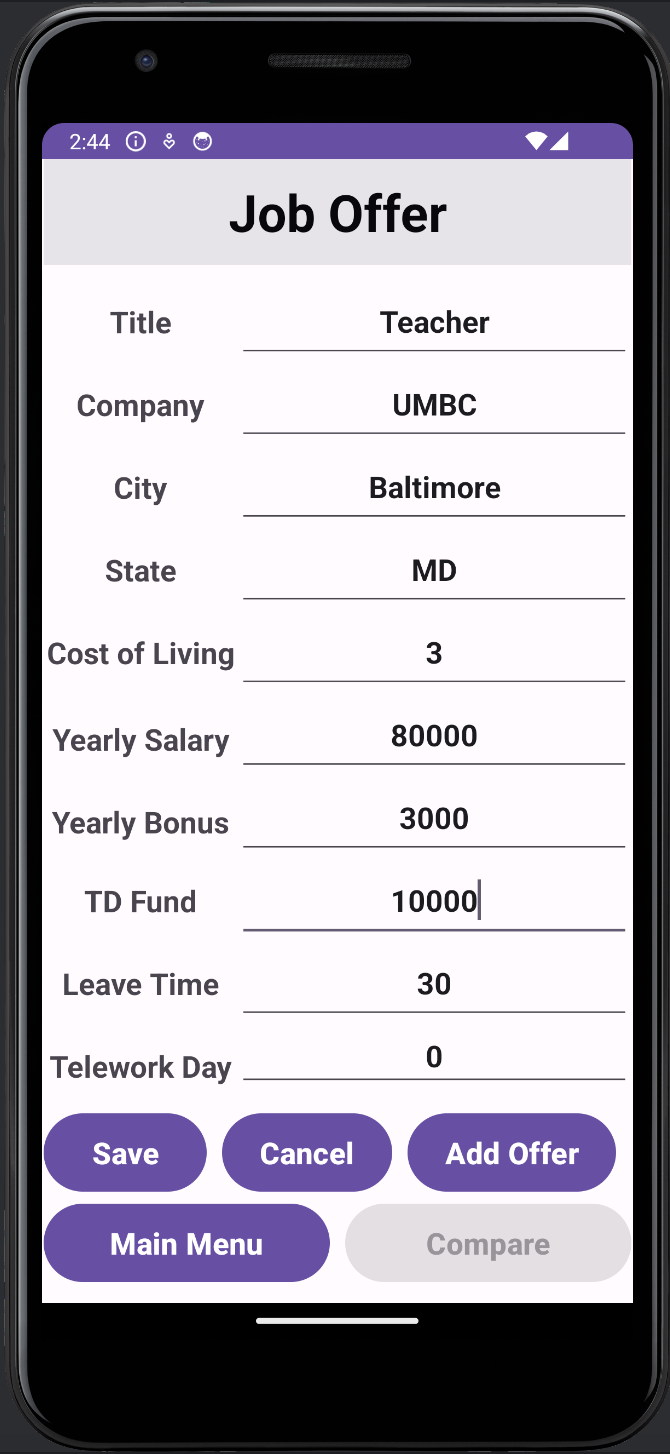 2:44
Job Offer
Title Teacher
Company UMBC
City Baltimore
State MD
Cost of Living 3
Yearly Salary 80000
Yearly Bonus 3000
TD Fund 10000
Leave Time 30
Telework Day 0
Save Cancel Add Offer
Main Menu Compare